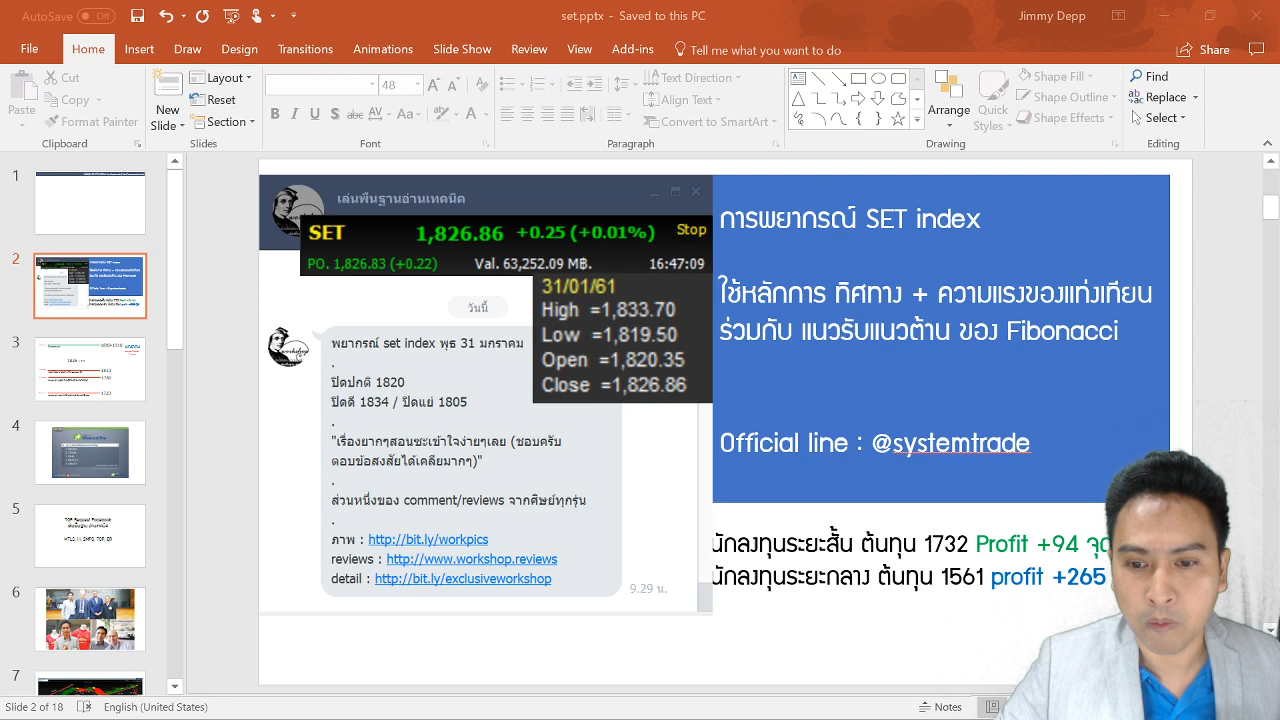 AutoSave Off
set.pptx - Saved to this PC
Jimmy Depp
File Home Insert Draw Design Transitions Animations Slide Show Review View Add-ins Tell me what you want to do Share
Paste
Cut
Copy
Format Painter
Clipboard
New Slide
Layout
Reset
Section
Slides
48
Font
Text Direction
Align Text
Convert to SmartArt
Paragraph
Arrange
Quick Styles
Shape Fill
Shape Outline
Shape Effects
Drawing
Find
Replace
Select
Editing
1
2
3
4
5
6
7
เล่นพื้นฐานอ่านเทคนิค
SET 1,826.86 +0.25 (+0.01%) Stop
PO. 1,826.83 (+0.22) Val. 63,252.09 MB. 16:47:09
31/01/61
High =1,833.70
Low =1,819.50
Open =1,820.35
Close =1,826.86
วันนี้
พยากรณ์ set index พุธ 31 มกราคม
.
ปิดปกติ 1820
ปิดดี 1834 / ปิดแย่ 1805
.
"เรื่องยากๆสอนซะเข้าใจง่ายๆเลย (ชอบครับ
ตอบข้อสงสัยได้เคลียมากๆ)"
.
ส่วนหนึ่งของ comment/reviews จากศิษย์ทุกรุ่น
.
ภาพ : http://bit.ly/workpics
reviews : http://www.workshop.reviews
detail : http://bit.ly/exclusiveworkshop
9.29 น.
การพยากรณ์ SET index
ใช้หลักการ ทิศทาง + ความแรงของแท่งเทียน
ร่วมกับ แนวรับแนวต้าน ของ Fibonacci
Official line : @systemtrade
นักลงทุนระยะสั้น ต้นทุน 1732 Profit +94
นักลงทุนระยะกลาง ต้นทุน 1561 profit +265
Slide 2 of 18 English (United States) Notes